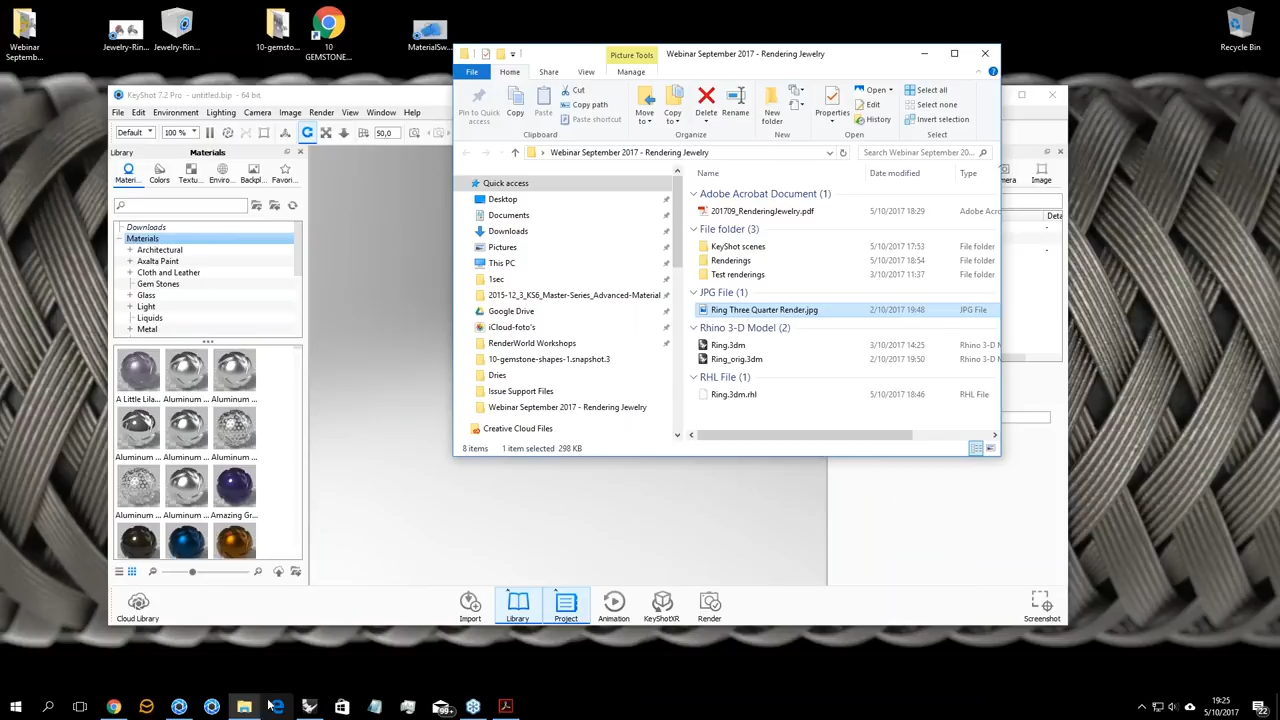 Webinar
Septemb...
Jewelry-Rin...
Jewelry-Rin...
10-gemsto...
10
GEMSTONE...
MaterialSw...
Recycle Bin
KeyShot 7.2 Pro - untitled.bip - 64 bit
File Edit Environment Lighting Camera Image Render View Window Help
Default 100 % 50,0
Library Materials
Materi... Colors Textu... Enviro... Backpl... Favori...
Downloads
Materials
Architectural
Axalta Paint
Cloth and Leather
Gem Stones
Glass
Light
Liquids
Metal
A Little Lila... Aluminum ... Aluminum ...
Aluminum ... Aluminum ... Aluminum ...
Aluminum ... Aluminum ... Amazing Gr...
Cloud Library
Import Library Project Animation KeyShotXR Render Screenshot
mera Image
Deta
Picture Tools Webinar September 2017 - Rendering Jewelry
File Home Share View Manage
Pin to Quick
access
Copy
Paste
Cut
Copy path
Paste shortcut
Clipboard
Move
to
Copy
to
Delete
Rename
Organize
New
folder
New
Properties
Open
Edit
History
Open
Select all
Select none
Invert selection
Select
Webinar September 2017 - Rendering Jewelry Search Webinar September 20...
Quick access
Desktop
Documents
Downloads
Pictures
This PC
1sec
2015-12_3_KS6_Master-Series_Advanced-Material
Google Drive
iCloud-foto's
RenderWorld Workshops
10-gemstone-shapes-1.snapshot.3
Dries
Issue Support Files
Webinar September 2017 - Rendering Jewelry
Creative Cloud Files
Name Date modified Type
Adobe Acrobat Document (1)
201709_RenderingJewelry.pdf 5/10/2017 18:29 Adobe Acro
File folder (3)
KeyShot scenes 5/10/2017 17:53 File folder
Renderings 5/10/2017 18:54 File folder
Test renderings 3/10/2017 11:37 File folder
JPG File (1)
Ring Three Quarter Render.jpg 2/10/2017 19:48 JPG File
Rhino 3-D Model (2)
Ring.3dm 3/10/2017 14:25 Rhino 3-D M
Ring_orig.3dm 2/10/2017 19:50 Rhino 3-D M
RHL File (1)
Ring.3dm.rhl 5/10/2017 18:46 RHL File
8 items 1 item selected 298 KB
99+
19:25
5/10/2017
22